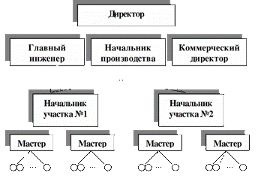 Директор
Главный
инженер
Начальник
производства
Коммерческий
директор
..
Начальник
участка №1
Начальник
участка №2
Мастер
Мастер
Мастер
Мастер